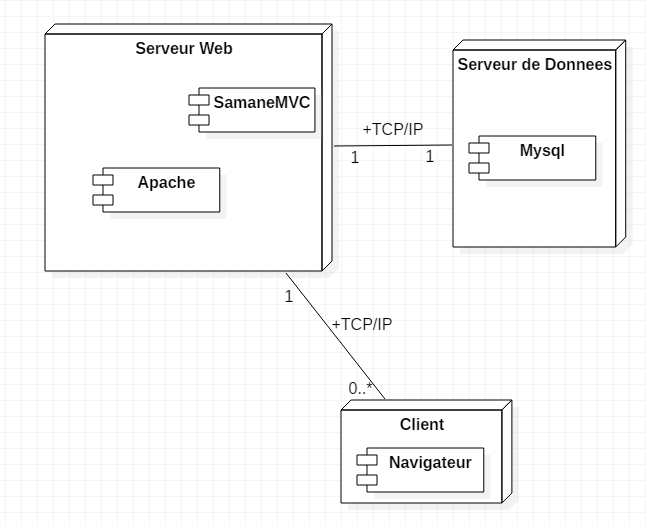 Serveur Web
SamaneMVC
Apache
+TCP/IP
1
1
Serveur de Donnees
Mysql
1
+TCP/IP
0..*
Client
Navigateur